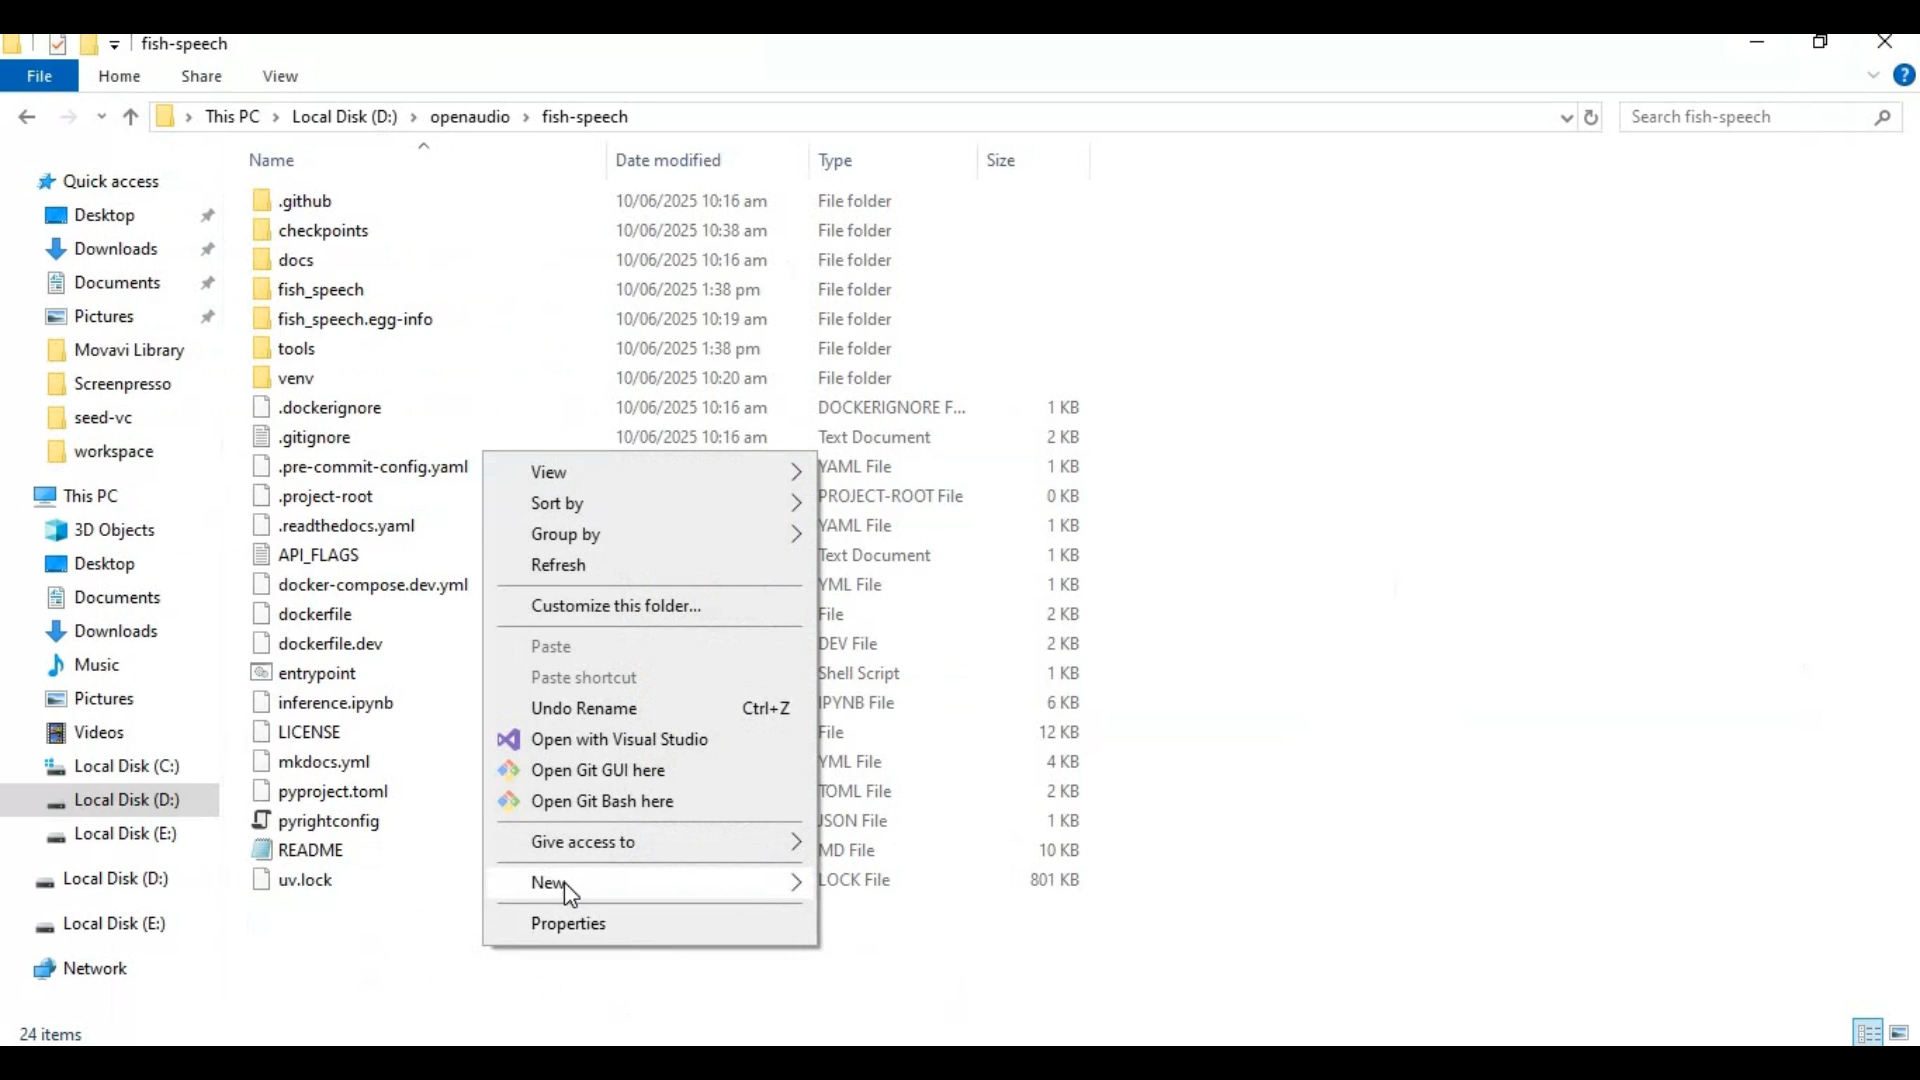 fish-speech
File Home Share View
This PC > Local Disk (D:) > openaudio > fish-speech
Search fish-speech
Name Date modified Type Size
Quick access
Desktop
Downloads
Documents
Pictures
Movavi Library
Screenpresso
seed-vc
workspace
This PC
3D Objects
Desktop
Documents
Downloads
Music
Pictures
Videos
Local Disk (C:)
Local Disk (D:)
Local Disk (E:)
Local Disk (D:)
Local Disk (E:)
Network
.github 10/06/2025 10:16 am File folder
checkpoints 10/06/2025 10:38 am File folder
docs 10/06/2025 10:16 am File folder
fish_speech 10/06/2025 1:38 pm File folder
fish_speech.egg-info 10/06/2025 10:19 am File folder
tools 10/06/2025 1:38 pm File folder
venv 10/06/2025 10:20 am File folder
.dockerignore 10/06/2025 10:16 am DOCKERIGNORE F... 1 KB
.gitignore 10/06/2025 10:16 am Text Document 2 KB
.pre-commit-config.yaml YAML File 1 KB
.project-root PROJECT-ROOT File 0 KB
.readthedocs.yaml YAML File 1 KB
API_FLAGS Text Document 1 KB
docker-compose.dev.yml YML File 1 KB
dockerfile File 2 KB
dockerfile.dev DEV File 2 KB
entrypoint Shell Script 1 KB
inference.ipynb IPYNB File 6 KB
LICENSE File 12 KB
mkdocs.yml YML File 4 KB
pyproject.toml TOML File 2 KB
pyrightconfig JSON File 1 KB
README MD File 10 KB
uv.lock LOCK File 801 KB
View
Sort by
Group by
Refresh
Customize this folder...
Paste
Paste shortcut
Undo Rename Ctrl+Z
Open with Visual Studio
Open Git GUI here
Open Git Bash here
Give access to
New
Properties
24 items